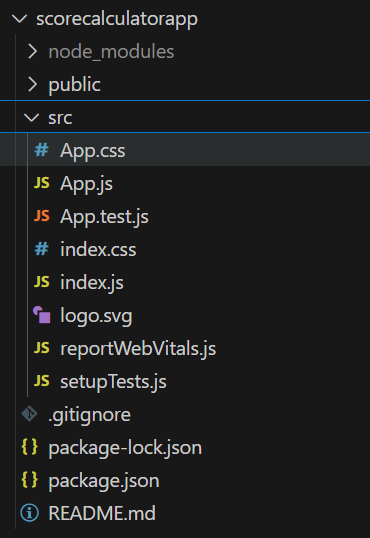 scorecalculatorapp
node_modules
public
src
# App.css
JS App.js
JS App.test.js
# index.css
JS index.js
logo.svg
JS reportWebVitals.js
JS setupTests.js
.gitignore
{} package-lock.json
{} package.json
README.md